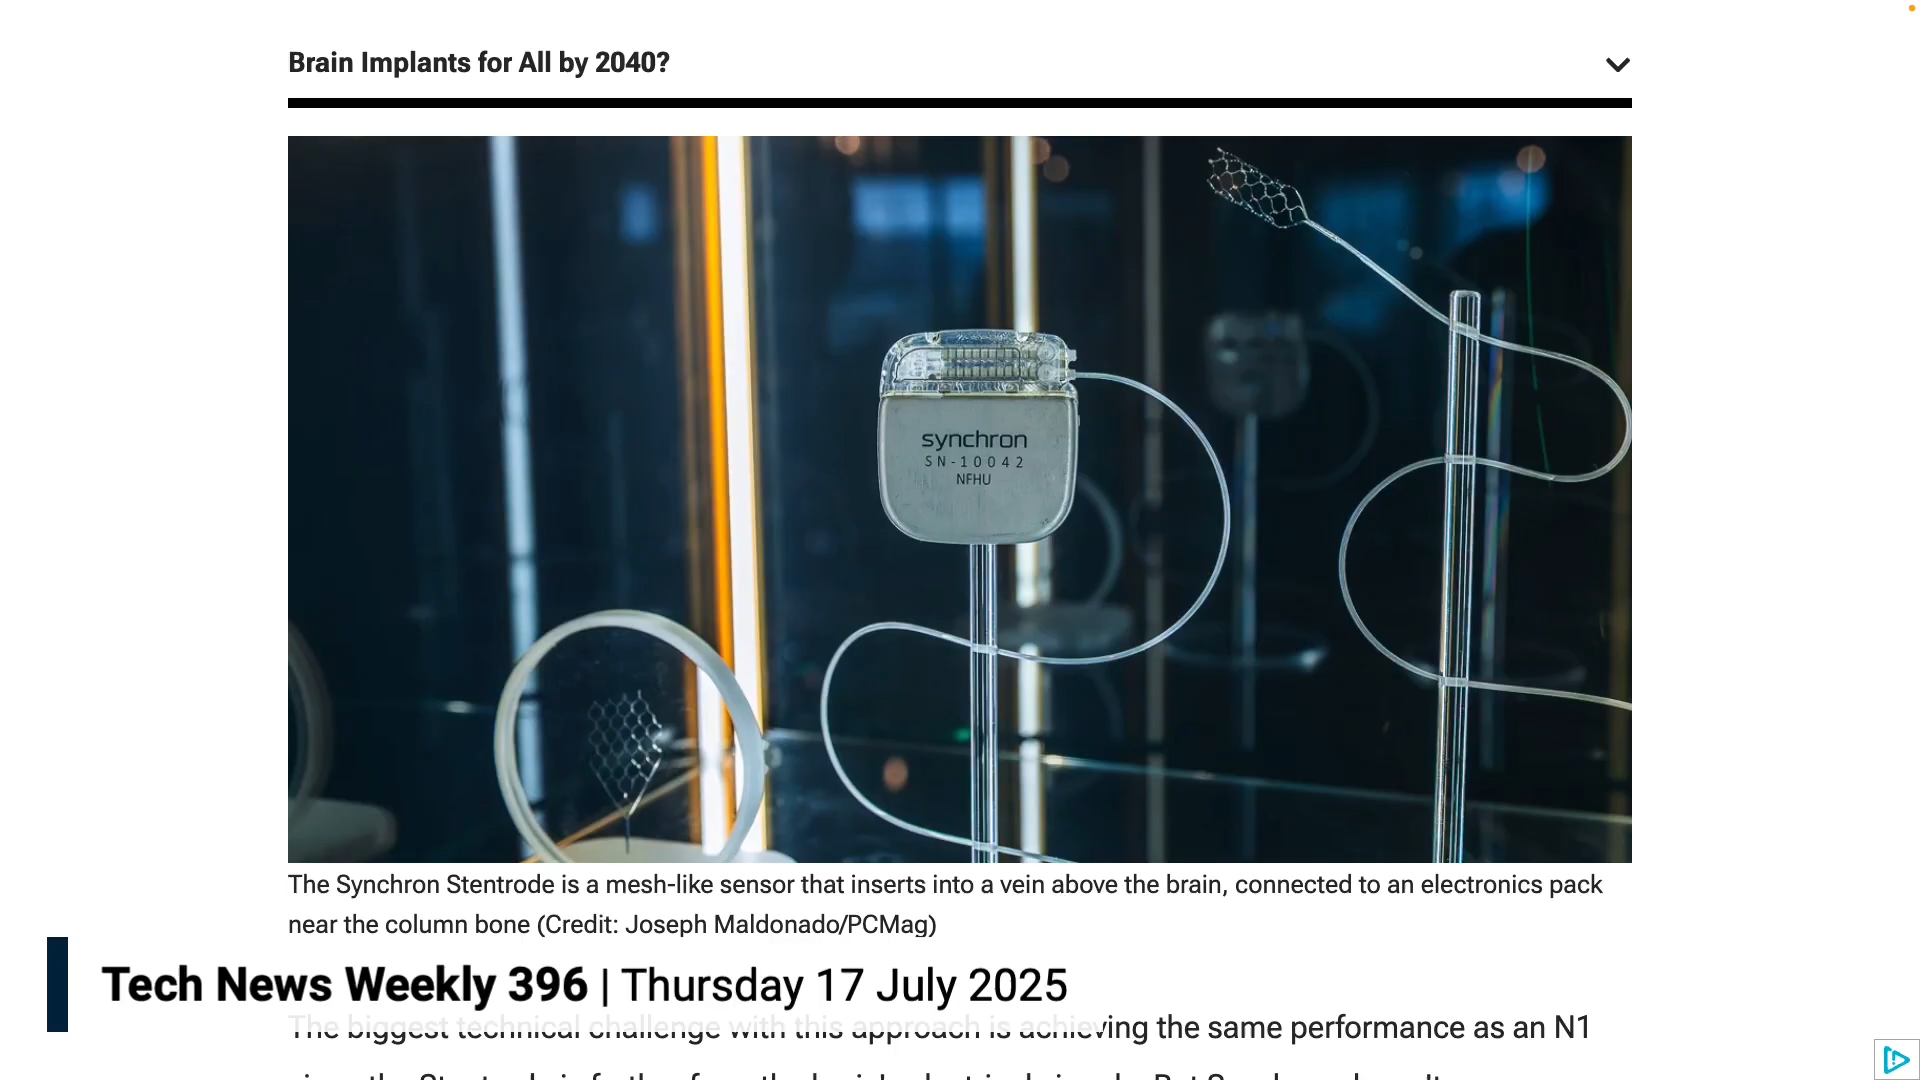 Brain Implants for All by 2040?
synchron
SN-10042
NFHU
The Synchron Stentrode is a mesh-like sensor that inserts into a vein above the brain, connected to an electronics pack
near the column bone (Credit: Joseph Maldonado/PCMag)
Tech News Weekly 396 | Thursday 17 July 2025
The biggest technical challenge with this approach is achieving the same performance as an N1